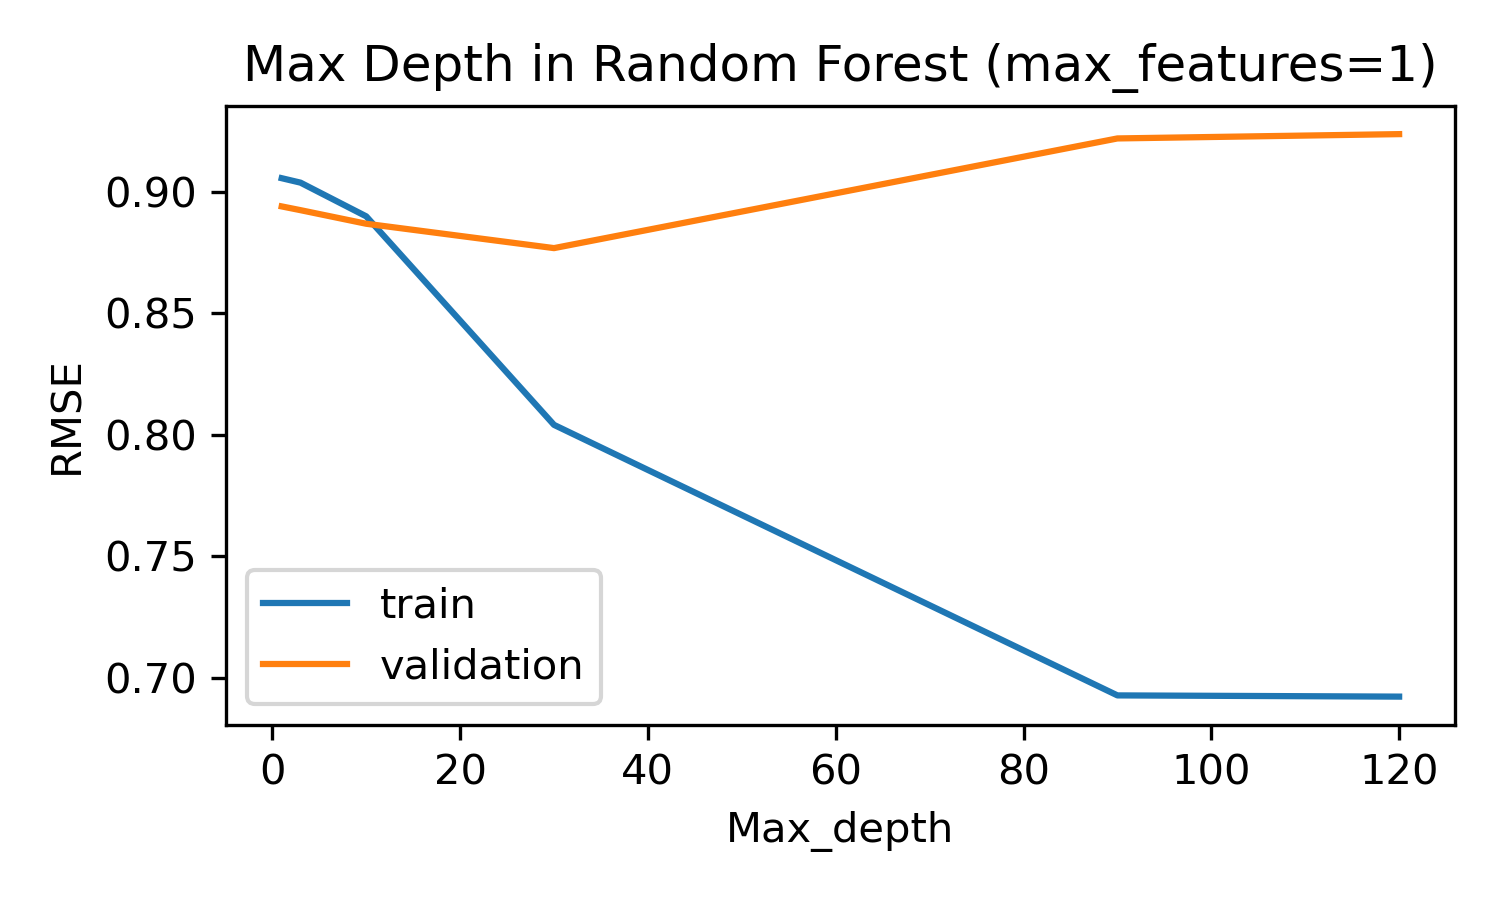 Max Depth in Random Forest (max_features=1)
RMSE
0.90
0.85
0.80
0.75
0.70
train
validation
0 20 40 60 80 100 120
Max_depth